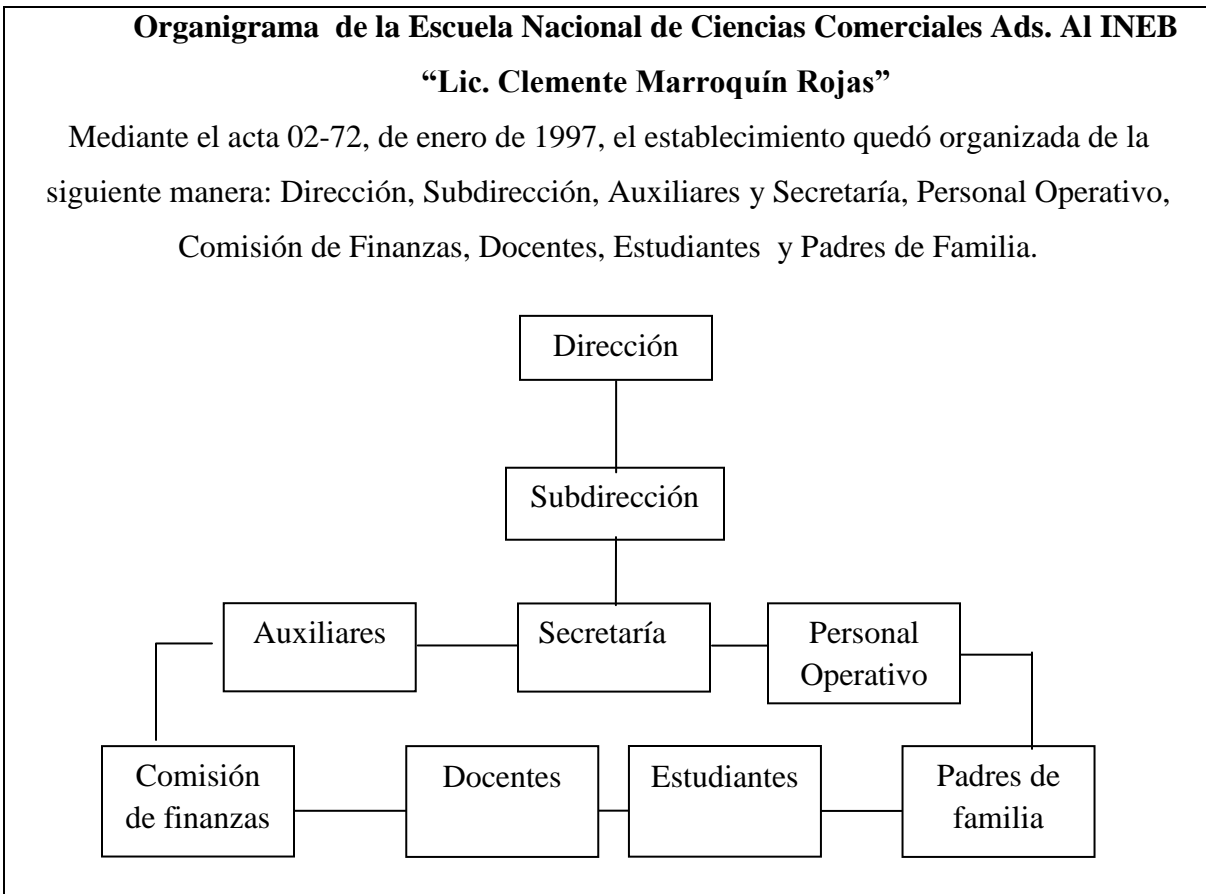 Organigrama de la Escuela Nacional de Ciencias Comerciales Ads. Al INEB
“Lic. Clemente Marroquín Rojas”
Mediante el acta 02-72, de enero de 1997, el establecimiento quedó organizada de la
siguiente manera: Dirección, Subdirección, Auxiliares y Secretaría, Personal Operativo,
Comisión de Finanzas, Docentes, Estudiantes y Padres de Familia.
Dirección
Subdirección
Auxiliares
Secretaría
Personal
Operativo
Comisión
de finanzas
Docentes
Estudiantes
Padres de
familia